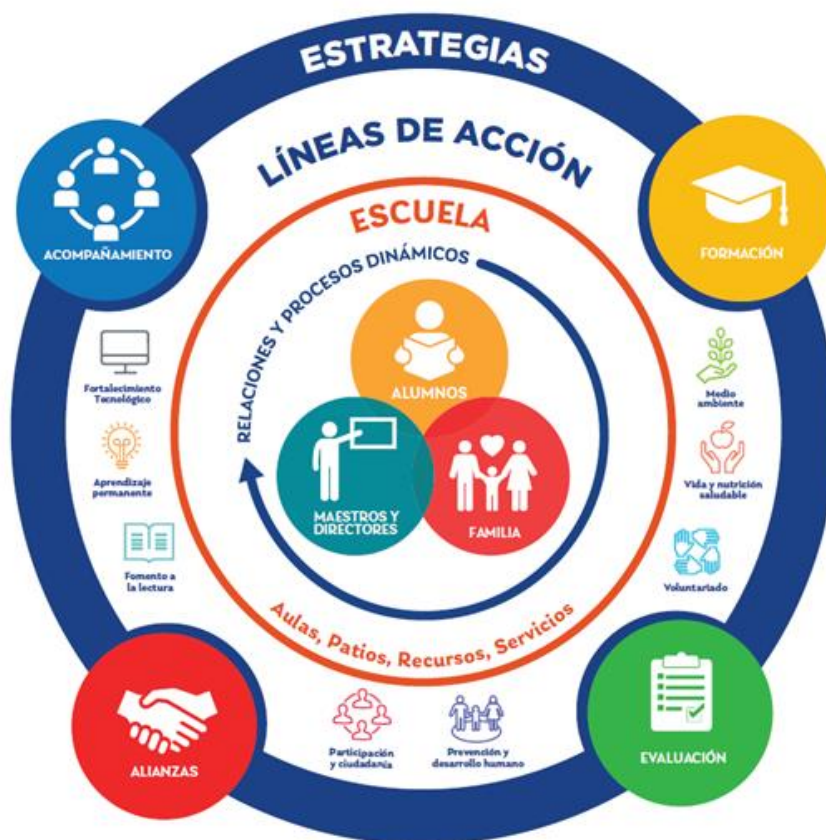 ESTRATEGIAS
LÍNEAS DE ACCIÓN
ESCUELA
RELACIONES Y PROCESOS DINÁMICOS
ACOMPAÑAMIENTO
FORMACIÓN
ALUMNOS
MAESTROS Y
DIRECTORES
FAMILIA
Fortalecimiento
Tecnológico
Aprendizaje
permanente
Fomento a
la lectura
Medio
ambiente
Vida y nutrición
saludable
Voluntariado
Aulas, Patios, Recursos, Servicios
ALIANZAS
Participación
y ciudadanía
Prevención y
desarrollo humano
EVALUACIÓN